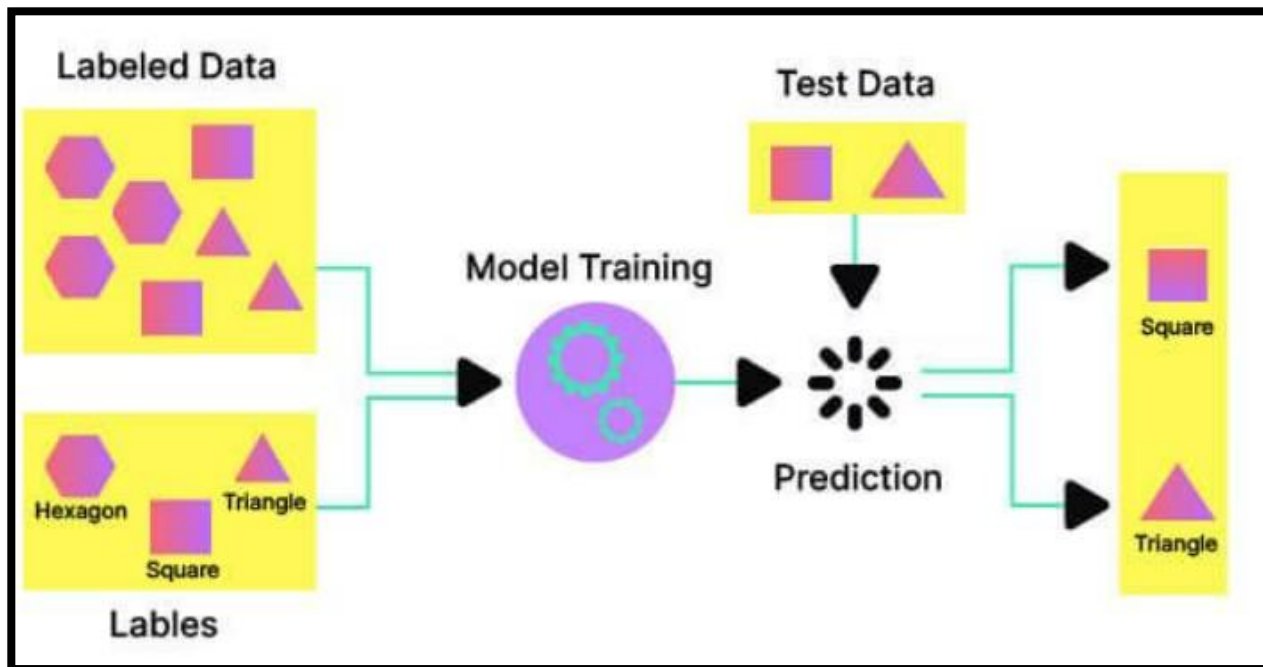 Labeled Data
Test Data
Model Training
Square
Prediction
Hexagon
Triangle
Square
Triangle
Lables